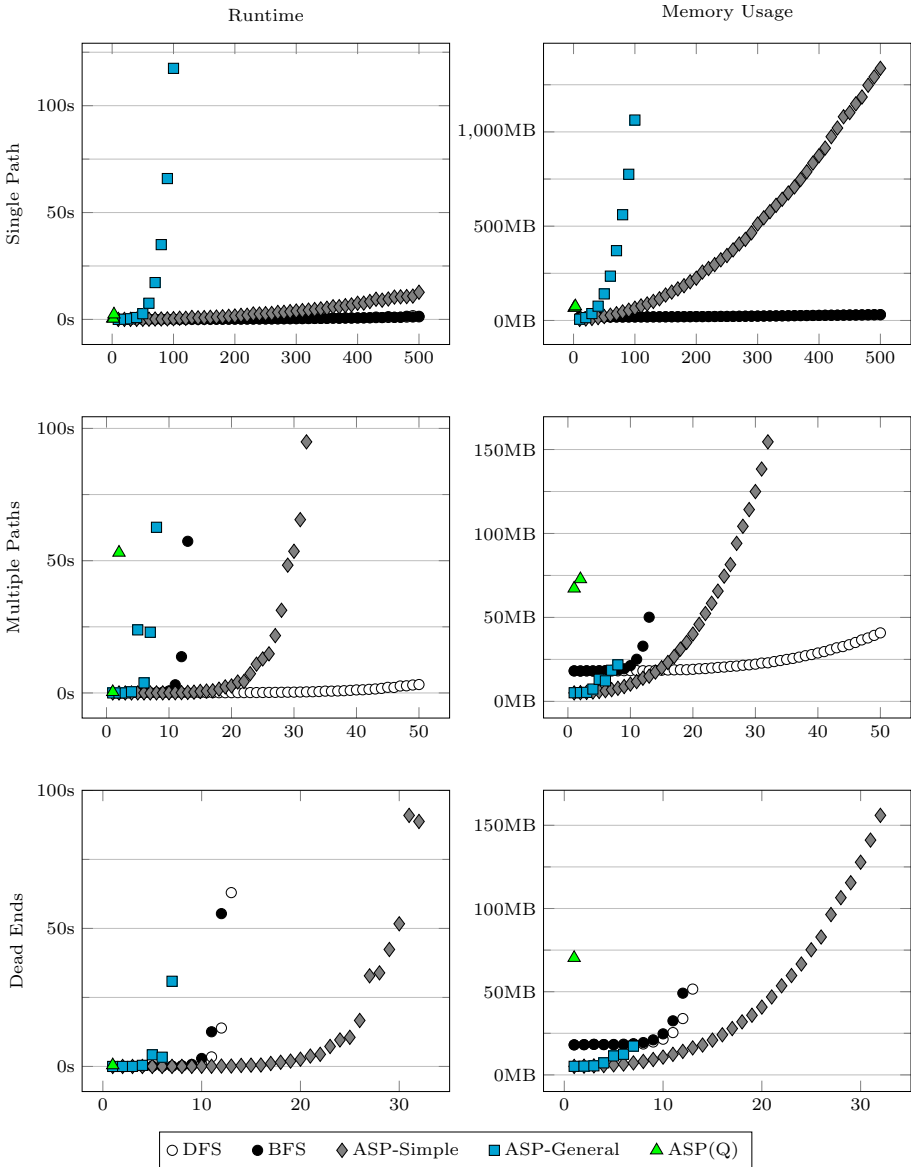 Runtime
Memory Usage
Single Path
100s
50s
0s
0 100 200 300 400 500
1,000MB
500MB
0MB
0 100 200 300 400 500
Multiple Paths
100s
50s
0s
0 10 20 30 40 50
150MB
100MB
50MB
0MB
0 10 20 30 40 50
Dead Ends
100s
50s
0s
0 10 20 30
150MB
100MB
50MB
0MB
0 10 20 30
DFS BFS ASP-Simple ASP-General ASP(Q)